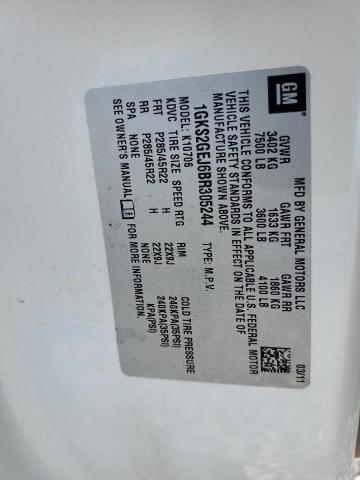 GM
MFD BY GENERAL MOTORS LLC 03/11
GVWR GAWR FRT GAWR RR
3402 KG 1633 KG 1860 KG
7500 LB 3600 LB 4100 LB
THIS VEHICLE CONFORMS TO ALL APPLICABLE U.S. FEDERAL MOTOR
VEHICLE SAFETY STANDARDS IN EFFECT ON THE DATE OF
MANUFACTURE SHOWN ABOVE.
1GKS2GEJ6BR305244 TYPE: M.P.V.
MODEL: K10706
KDVC TIRE SIZE SPEED RTG RIM COLD TIRE PRESSURE
FRT P285/45R22 H 22X9J 240KPA(35PSI)
RR P285/45R22 H 22X9J 240KPA(35PSI)
SPA NONE NONE KPA(PSI)
SEE OWNER'S MANUAL FOR MORE INFORMATION.